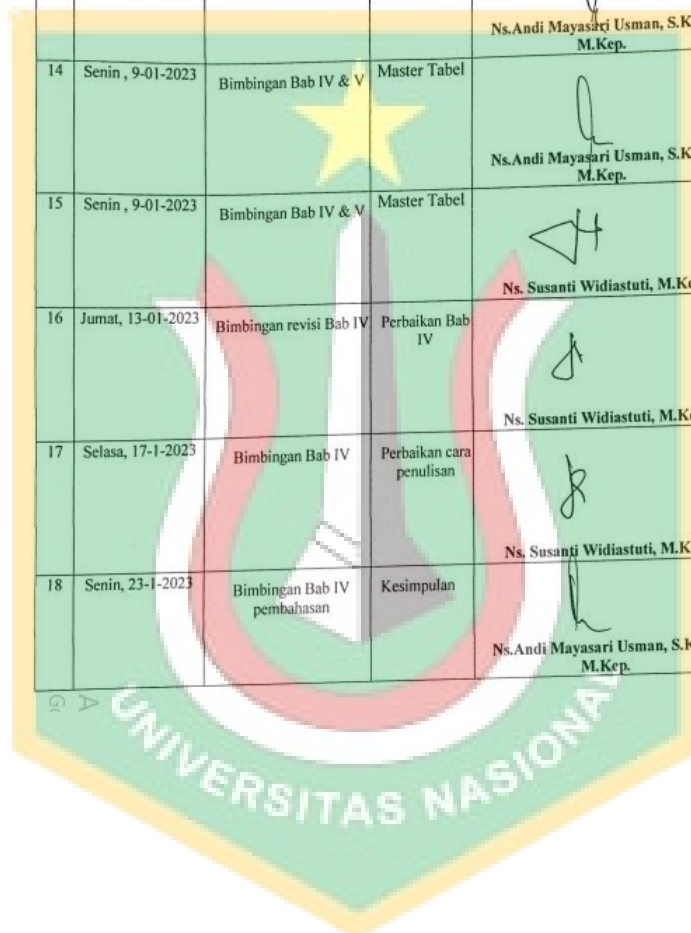 Ns.Andi Mayasari Usman, S.K
M.Kep.
14 Senin , 9-01-2023 Bimbingan Bab IV & V Master Tabel
Ns.Andi Mayasari Usman, S.K
M.Kep.
15 Senin , 9-01-2023 Bimbingan Bab IV & V Master Tabel
Ns. Susanti Widiastuti, M.Ke
16 Jumat, 13-01-2023 Bimbingan revisi Bab IV Perbaikan Bab
IV
Ns. Susanti Widiastuti, M.Ke
17 Selasa, 17-1-2023 Bimbingan Bab IV Perbaikan cara
penulisan
Ns. Susanti Widiastuti, M.K
18 Senin, 23-1-2023 Bimbingan Bab IV Kesimpulan
pembahasan
Ns.Andi Mayasari Usman, S.K
M.Kep.
UNIVERSITAS NASIONAL